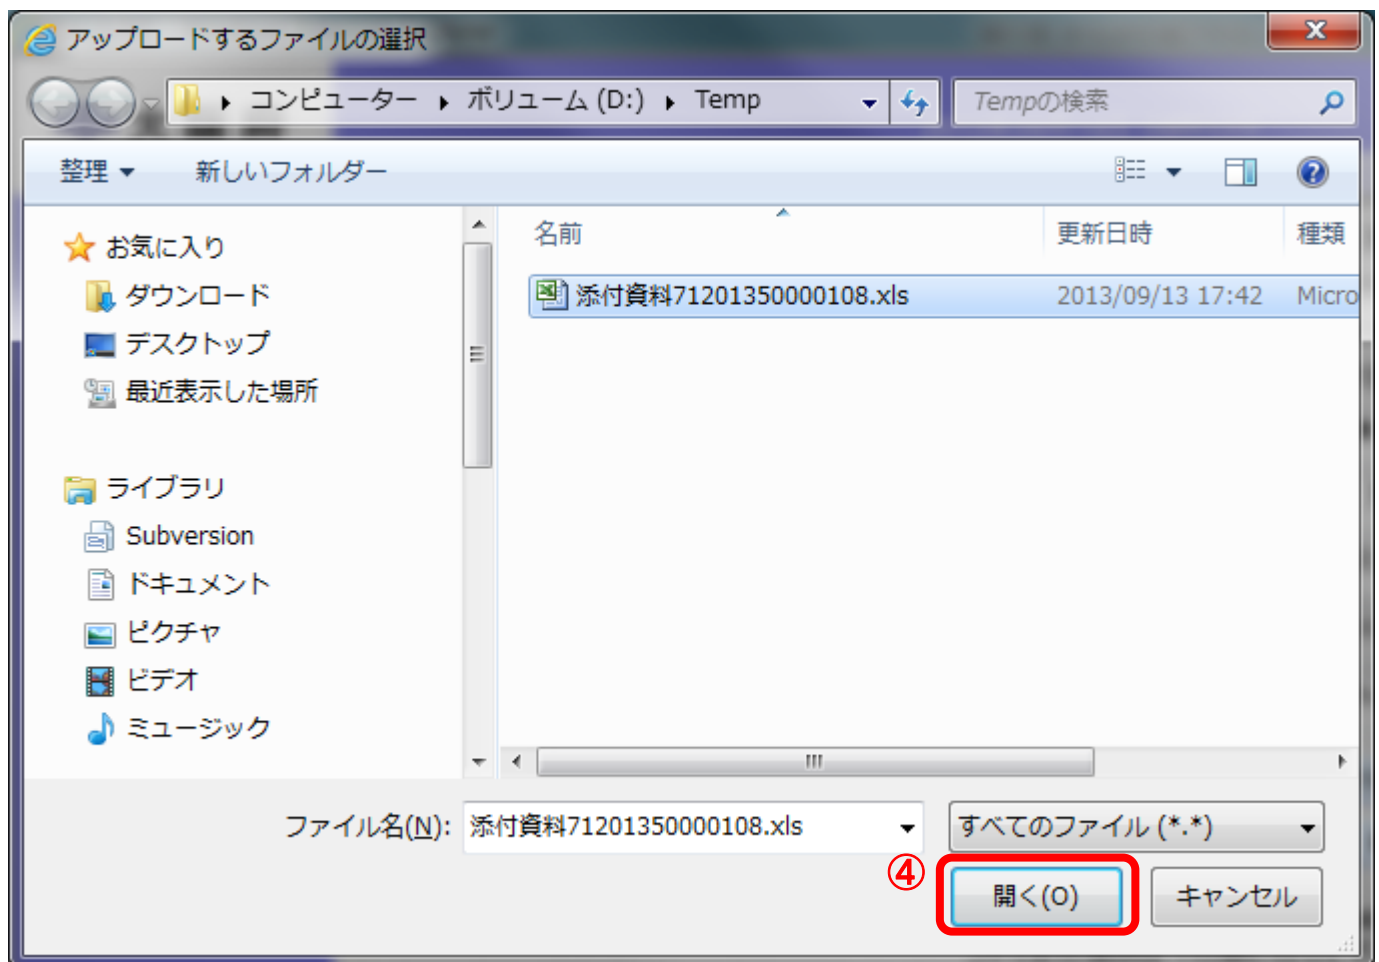 アップロードするファイルの選択
コンピューター ▸ ボリューム (D:) ▸ Temp
Tempの検索
整理 ▼ 新しいフォルダー
お気に入り
ダウンロード
デスクトップ
最近表示した場所
ライブラリ
Subversion
ドキュメント
ピクチャ
ビデオ
ミュージック
名前 更新日時 種類
添付資料71201350000108.xls 2013/09/13 17:42 Micro
ファイル名(N): 添付資料71201350000108.xls すべてのファイル (*.*)
④ 開く(O) キャンセル